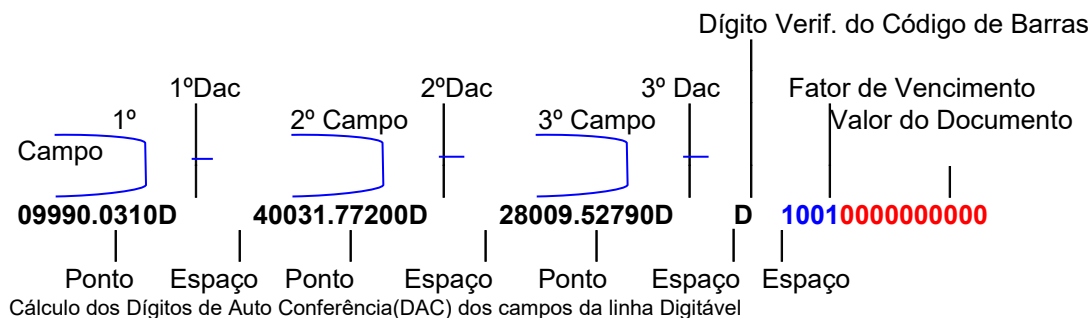 Dígito Verif. do Código de Barras
1ºDac 2ºDac 3º Dac Fator de Vencimento
1º 2º Campo 3º Campo Valor do Documento
Campo
09990.0310D 40031.77200D 28009.52790D D 10010000000000
Ponto Espaço Ponto Espaço Ponto Espaço Espaço
Cálculo dos Dígitos de Auto Conferência(DAC) dos campos da linha Digitável